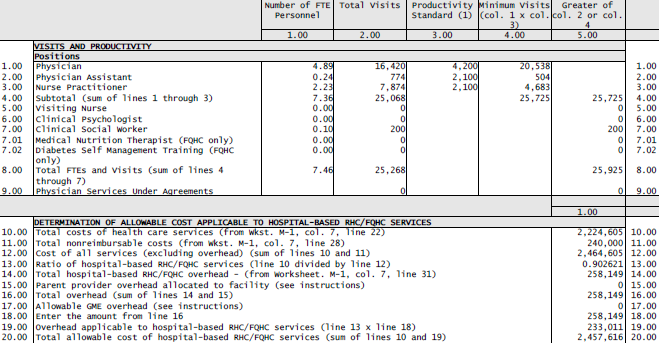 Number of FTE Personnel | Total Visits | Productivity Standard (1) | Minimum Visits (col. 1 x col. 3) | Greater of col. 2 or col. 4
1.00 | 2.00 | 3.00 | 4.00 | 5.00
VISITS AND PRODUCTIVITY
Positions
1.00 Physician 4.89 16,420 4,200 20,538 1.00
2.00 Physician Assistant 0.24 774 2,100 504 2.00
3.00 Nurse Practitioner 2.23 7,874 2,100 4,683 3.00
4.00 Subtotal (sum of lines 1 through 3) 7.36 25,068 25,725 25,725 4.00
5.00 Visiting Nurse 0.00 0 0 5.00
6.00 Clinical Psychologist 0.00 0 0 6.00
7.00 Clinical Social Worker 0.10 200 200 7.00
7.01 Medical Nutrition Therapist (FQHC only) 0.00 0 0 7.01
7.02 Diabetes Self Management Training (FQHC only) 0.00 0 0 7.02
8.00 Total FTEs and Visits (sum of lines 4 through 7) 7.46 25,268 25,925 8.00
9.00 Physician Services Under Agreements 0 0 9.00
1.00
DETERMINATION OF ALLOWABLE COST APPLICABLE TO HOSPITAL-BASED RHC/FQHC SERVICES
10.00 Total costs of health care services (from Wkst. M-1, col. 7, line 22) 2,224,605 10.00
11.00 Total nonreimbursable costs (from Wkst. M-1, col. 7, line 28) 240,000 11.00
12.00 Cost of all services (excluding overhead) (sum of lines 10 and 11) 2,464,605 12.00
13.00 Ratio of hospital-based RHC/FQHC services (line 10 divided by line 12) 0.902621 13.00
14.00 Total hospital-based RHC/FQHC overhead - (from Worksheet. M-1, col. 7, line 31) 258,149 14.00
15.00 Parent provider overhead allocated to facility (see instructions) 0 15.00
16.00 Total overhead (sum of lines 14 and 15) 258,149 16.00
17.00 Allowable GME overhead (see instructions) 0 17.00
18.00 Enter the amount from line 16 258,149 18.00
19.00 Overhead applicable to hospital-based RHC/FQHC services (line 13 x line 18) 233,011 19.00
20.00 Total allowable cost of hospital-based RHC/FQHC services (sum of lines 10 and 19) 2,457,616 20.00